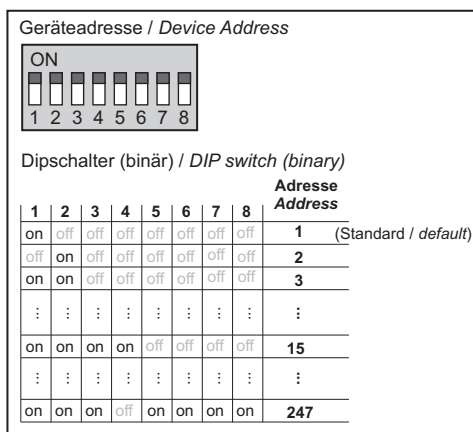 Geräteadresse / Device Address
ON
1 2 3 4 5 6 7 8
Dipschalter (binär) / DIP switch (binary)
Adresse
1 2 3 4 5 6 7 8 Address
on off off off off off off off 1 (Standard / default)
off on off off off off off off 2
on on off off off off off off 3
⋮ ⋮ ⋮ ⋮ ⋮ ⋮ ⋮ ⋮ ⋮
on on on on off off off off 15
⋮ ⋮ ⋮ ⋮ ⋮ ⋮ ⋮ ⋮ ⋮
on on on off on on on on 247